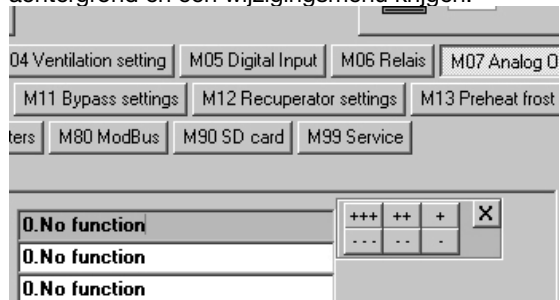 achtergrond en een wijzigingsmenu krijgen.
04 Ventilation setting M05 Digital Input M06 Relais M07 Analog O
M11 Bypass settings M12 Recuperator settings M13 Preheat frost
ters M80 ModBus M90 SD card M99 Service
0.No function +++ ++ + X
--- -- -
0.No function
0.No function